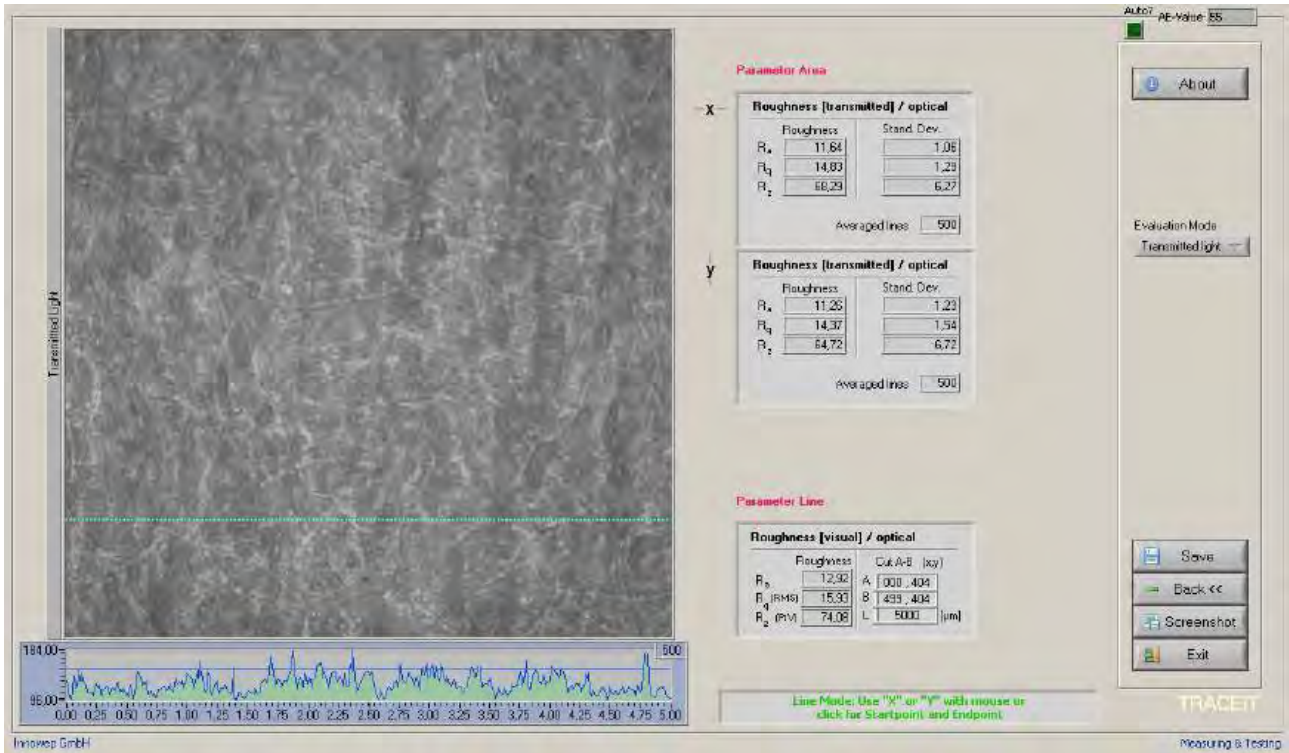 Auto?
AE-Value 55
Parameter Area
About
x
Roughness [transmitted] / optical
Roughness Stand. Dev.
Ra 11,64 1,06
Rq 14,83 1,29
Rz 68,29 6,27
Averaged lines 500
Evaluation Mode
Transmitted light
y
Roughness [transmitted] / optical
Roughness Stand. Dev.
Ra 11,26 1,23
Rq 14,37 1,54
Rz 64,72 6,72
Averaged lines 500
Transmitted Light
Parameter Line
Roughness [visual] / optical
Roughness Cut A-B (x,y)
Ra 12,92 A 000 , 404
Rq (RMS) 15,93 B 499 , 404
Rz (P/V) 74,08 L 5000 [µm]
Save
Back <<
Screenshot
Exit
184,00
500
96,00
0,00 0,25 0,50 0,75 1,00 1,25 1,50 1,75 2,00 2,25 2,50 2,75 3,00 3,25 3,50 3,75 4,00 4,25 4,50 4,75 5,00
Line Mode: Use "X" or "Y" with mouse or
click for Startpoint and Endpoint
TRACEiT
Innowep GmbH
Measuring & Testing